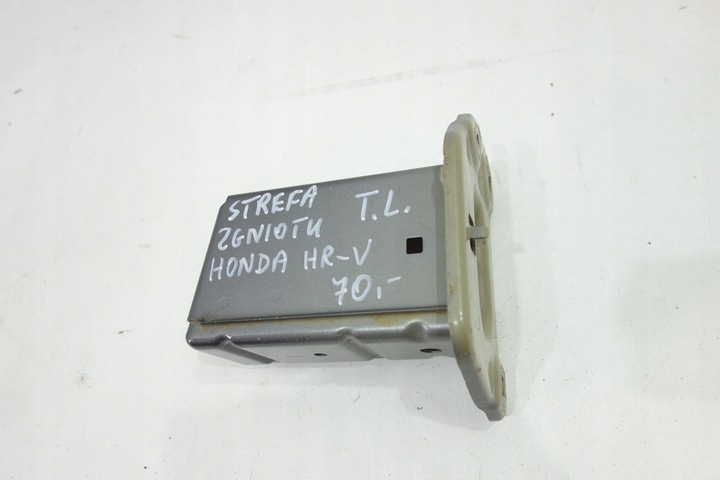 STREFA T.L.
ZGNIOTU
HONDA HR-V
70,-